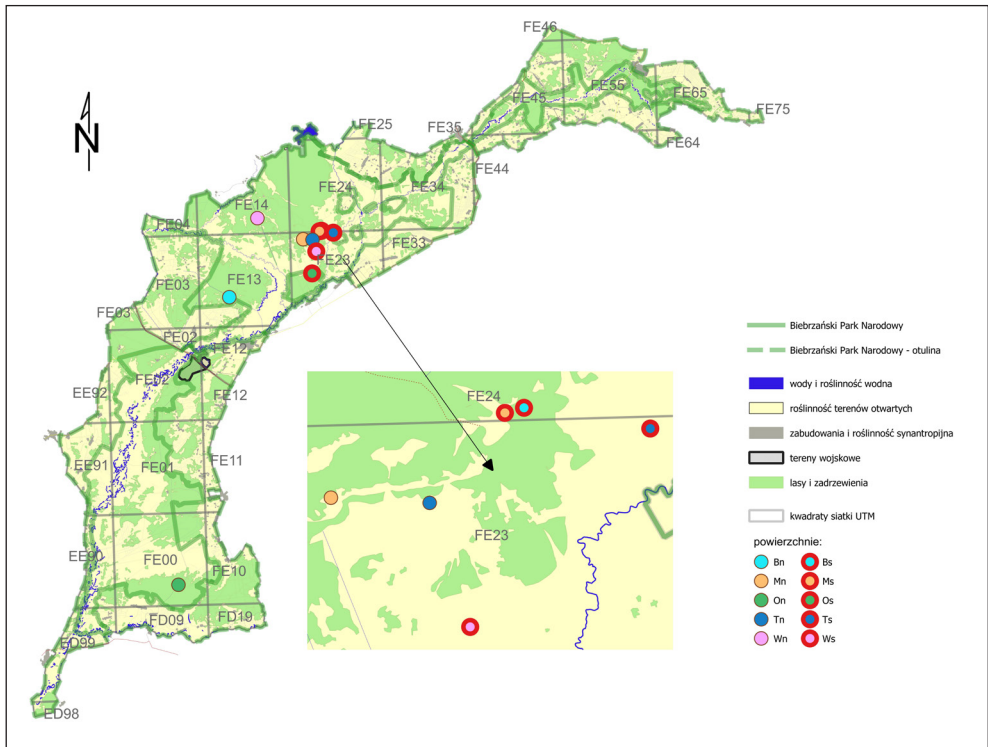 FE46
FE55
FE65
FE45
FE75
FE25
FE35
FE64
N
FE44
FE24
FE34
FE14
FE04
FE33
FE23
FE13
FE03
FE03
FE02
FE12
FE02
FE12
EE92
EE91
FE01
FE11
EE90
FE00
FE10
FD09
FD19
ED99
ED98
FE24
FE23
Biebrzański Park Narodowy
Biebrzański Park Narodowy - otulina
wody i roślinność wodna
roślinność terenów otwartych
zabudowania i roślinność synantropijna
tereny wojskowe
lasy i zadrzewienia
kwadraty siatki UTM
powierzchnie:
Bn Bs
Mn Ms
On Os
Tn Ts
Wn Ws